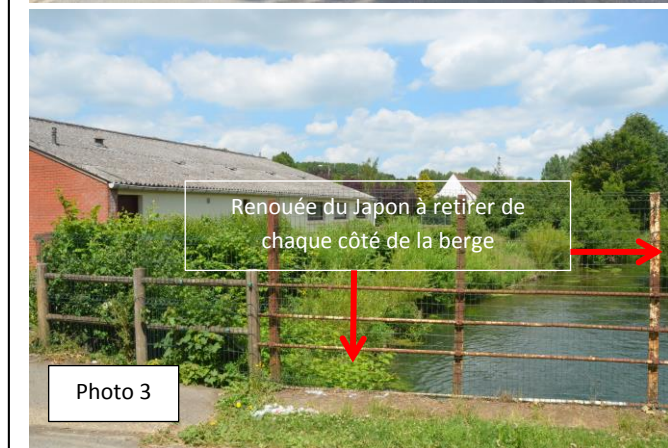 Renouée du Japon à retirer de
chaque côté de la berge
Photo 3